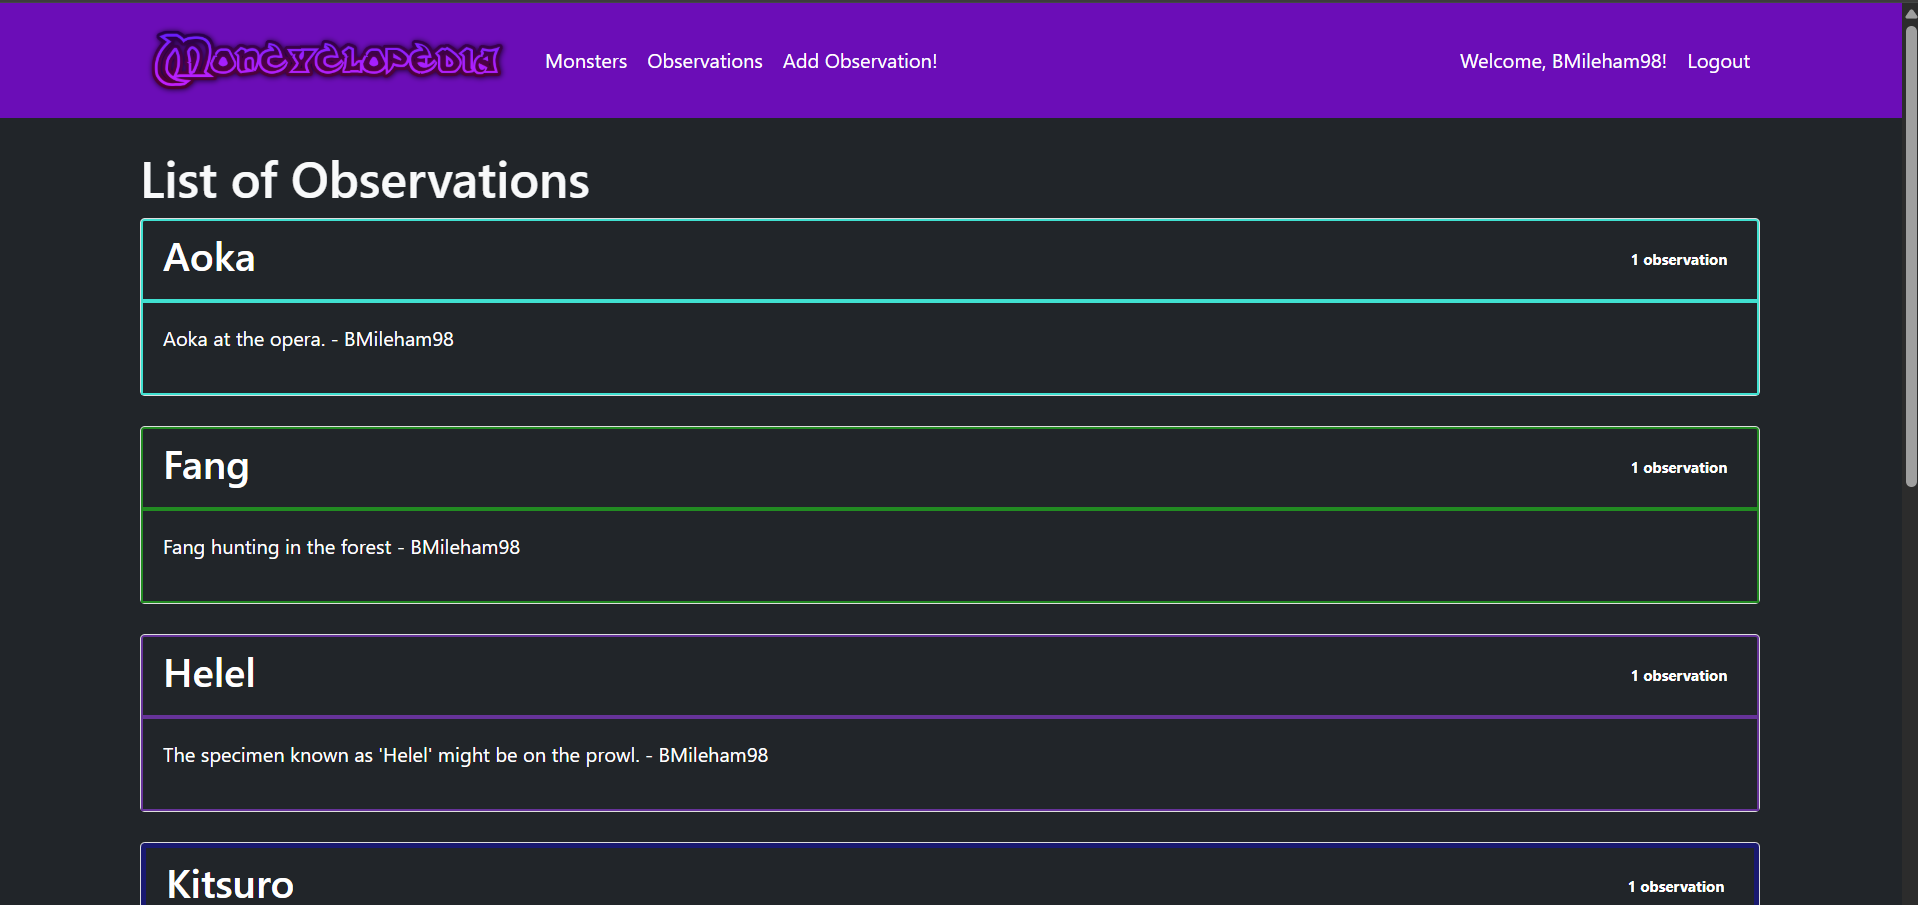 Moncyclopedia Monsters Observations Add Observation! Welcome, BMileham98! Logout
List of Observations
Aoka 1 observation
Aoka at the opera. - BMileham98
Fang 1 observation
Fang hunting in the forest - BMileham98
Helel 1 observation
The specimen known as 'Helel' might be on the prowl. - BMileham98
Kitsuro 1 observation